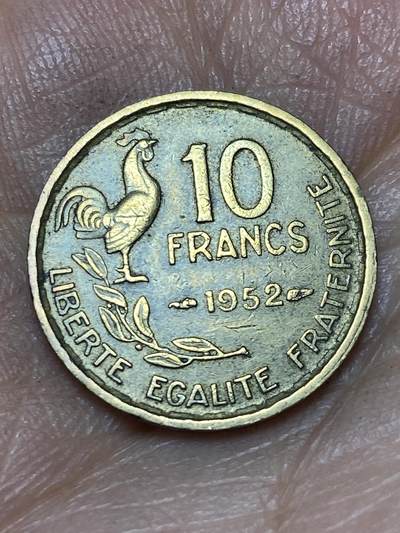 10
FRANCS
1952
LIBERTE EGALITE FRATERNITE